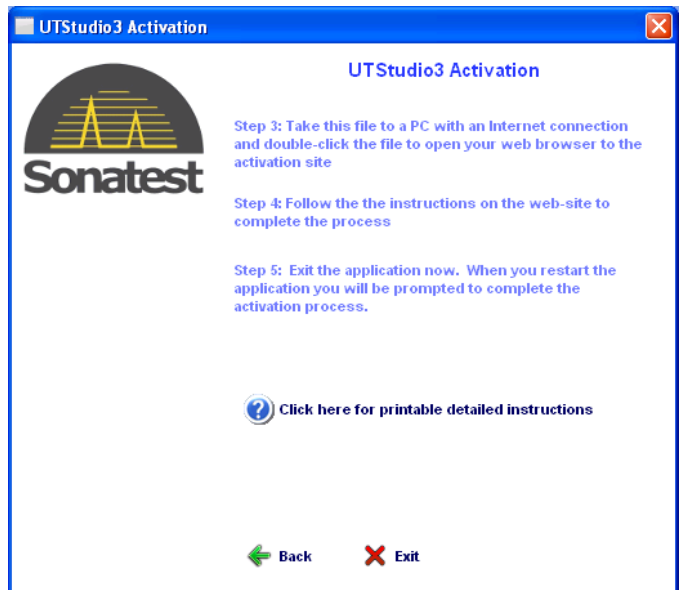 UTStudio3 Activation
UTStudio3 Activation
Sonatest
Step 3: Take this file to a PC with an Internet connection
and double-click the file to open your web browser to the
activation site
Step 4: Follow the the instructions on the web-site to
complete the process
Step 5:  Exit the application now.  When you restart the
application you will be prompted to complete the
activation process.
Click here for printable detailed instructions
Back
Exit